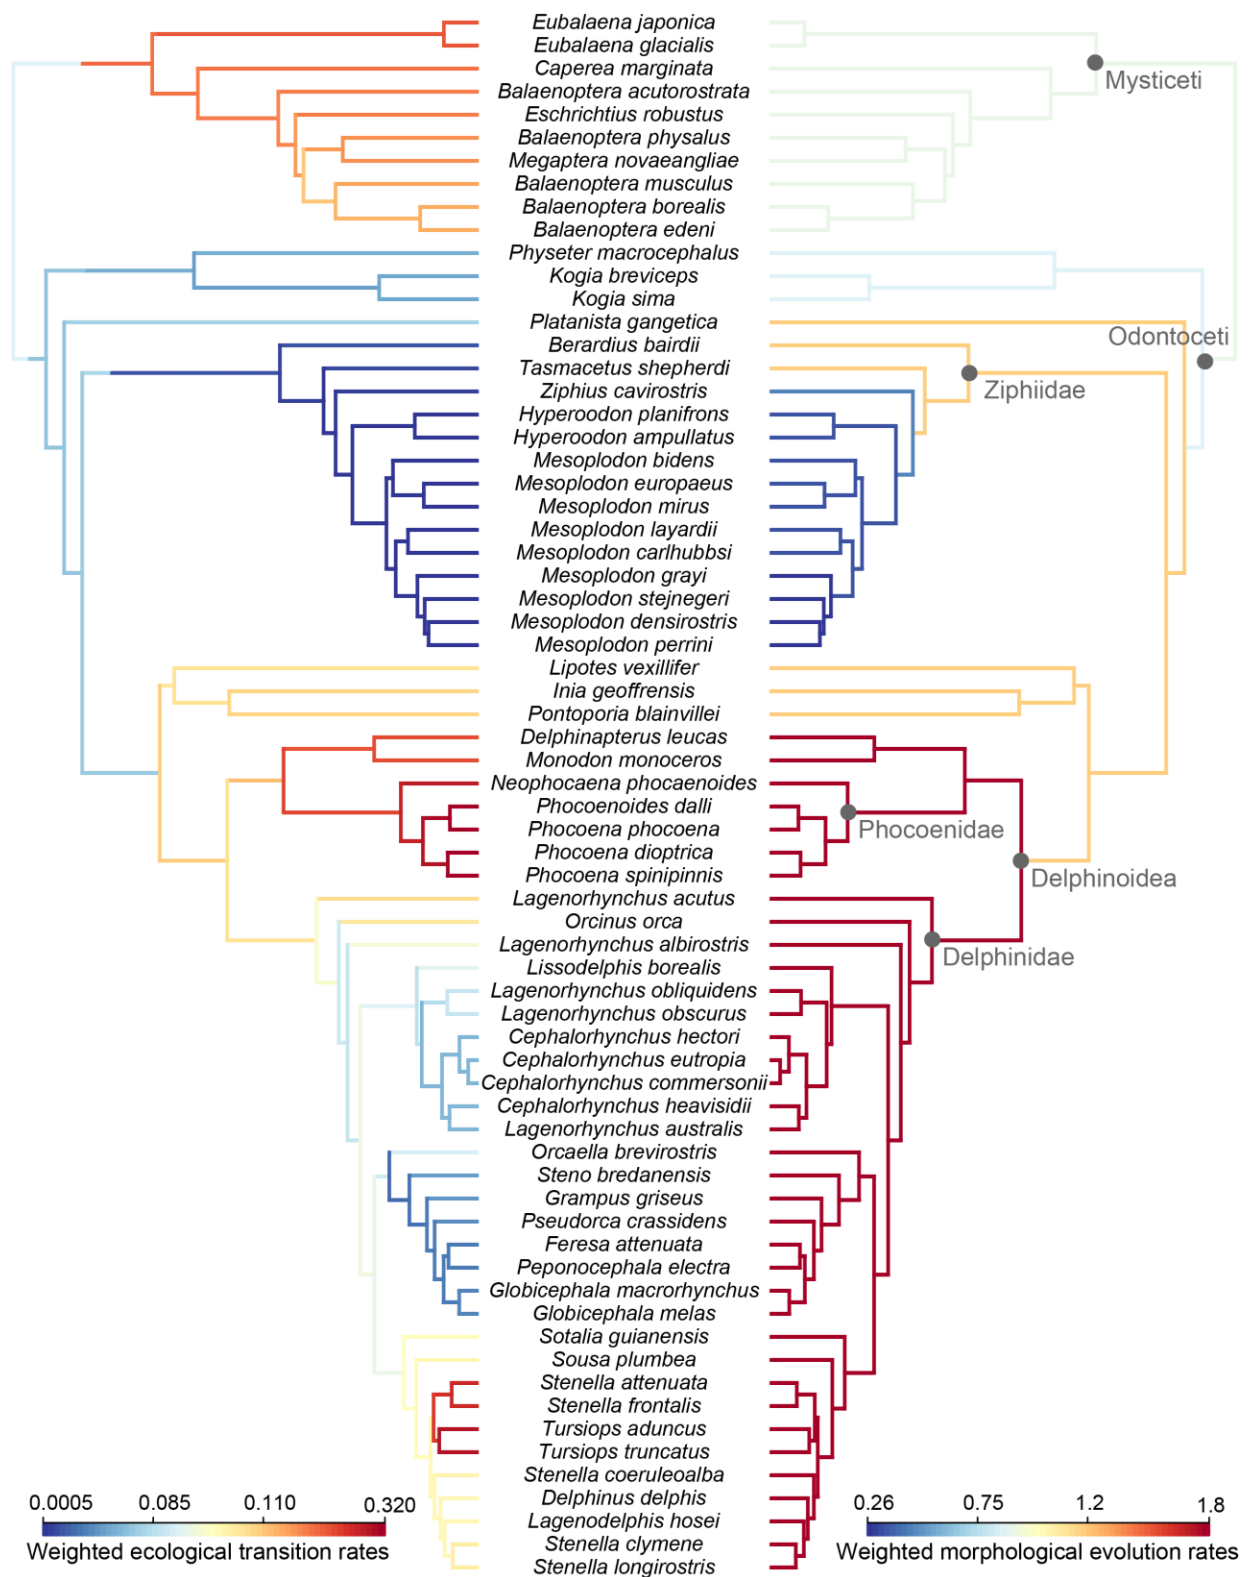 Eubalaena japonica
Eubalaena glacialis
Caperea marginata
Mysticeti
Balaenoptera acutorostrata
Eschrichtius robustus
Balaenoptera physalus
Megaptera novaeangliae
Balaenoptera musculus
Balaenoptera borealis
Balaenoptera edeni
Physeter macrocephalus
Kogia breviceps
Kogia sima
Platanista gangetica
Odontoceti
Berardius bairdii
Tasmacetus shepherdi
Ziphiidae
Ziphius cavirostris
Hyperoodon planifrons
Hyperoodon ampullatus
Mesoplodon bidens
Mesoplodon europaeus
Mesoplodon mirus
Mesoplodon layardii
Mesoplodon carlhubbsi
Mesoplodon grayi
Mesoplodon stejnegeri
Mesoplodon densirostris
Mesoplodon perrini
Lipotes vexillifer
Inia geoffrensis
Pontoporia blainvillei
Delphinapterus leucas
Monodon monoceros
Neophocaena phocaenoides
Phocoenoides dalli
Phocoena phocoena
Phocoenidae
Phocoena dioptrica
Phocoena spinipinnis
Delphinoidea
Lagenorhynchus acutus
Orcinus orca
Lagenorhynchus albirostris
Delphinidae
Lissodelphis borealis
Lagenorhynchus obliquidens
Lagenorhynchus obscurus
Cephalorhynchus hectori
Cephalorhynchus eutropia
Cephalorhynchus commersonii
Cephalorhynchus heavisidii
Lagenorhynchus australis
Orcaella brevirostris
Steno bredanensis
Grampus griseus
Pseudorca crassidens
Feresa attenuata
Peponocephala electra
Globicephala macrorhynchus
Globicephala melas
Sotalia guianensis
Sousa plumbea
Stenella attenuata
Stenella frontalis
Tursiops aduncus
Tursiops truncatus
Stenella coeruleoalba
Delphinus delphis
Lagenodelphis hosei
Stenella clymene
Stenella longirostris
0.0005 0.085 0.110 0.320
Weighted ecological transition rates
0.26 0.75 1.2 1.8
Weighted morphological evolution rates